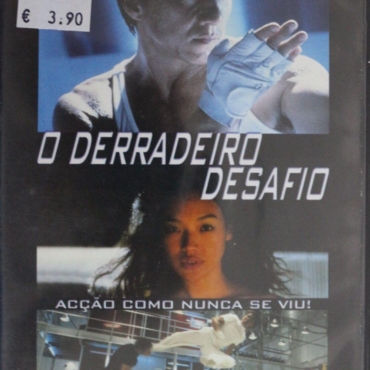 € 3.90
O DERRADEIRO
DESAFIO
ACÇÃO COMO NUNCA SE VIU!